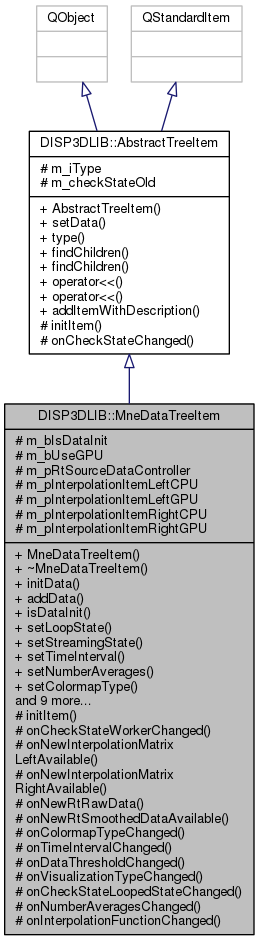 QObject
QStandardItem
DISP3DLIB::AbstractTreeItem
# m_iType
# m_checkStateOld
+ AbstractTreeItem()
+ setData()
+ type()
+ findChildren()
+ findChildren()
+ operator<<()
+ operator<<()
+ addItemWithDescription()
# initItem()
# onCheckStateChanged()
DISP3DLIB::MneDataTreeItem
# m_bIsDataInit
# m_bUseGPU
# m_pRtSourceDataController
# m_pInterpolationItemLeftCPU
# m_pInterpolationItemLeftGPU
# m_pInterpolationItemRightCPU
# m_pInterpolationItemRightGPU
+ MneDataTreeItem()
+ ~MneDataTreeItem()
+ initData()
+ addData()
+ isDataInit()
+ setLoopState()
+ setStreamingState()
+ setTimeInterval()
+ setNumberAverages()
+ setColormapType()
and 9 more...
# initItem()
# onCheckStateWorkerChanged()
# onNewInterpolationMatrix
LeftAvailable()
# onNewInterpolationMatrix
RightAvailable()
# onNewRtRawData()
# onNewRtSmoothedDataAvailable()
# onColormapTypeChanged()
# onTimeIntervalChanged()
# onDataThresholdChanged()
# onVisualizationTypeChanged()
# onCheckStateLoopedStateChanged()
# onNumberAveragesChanged()
# onInterpolationFunctionChanged()